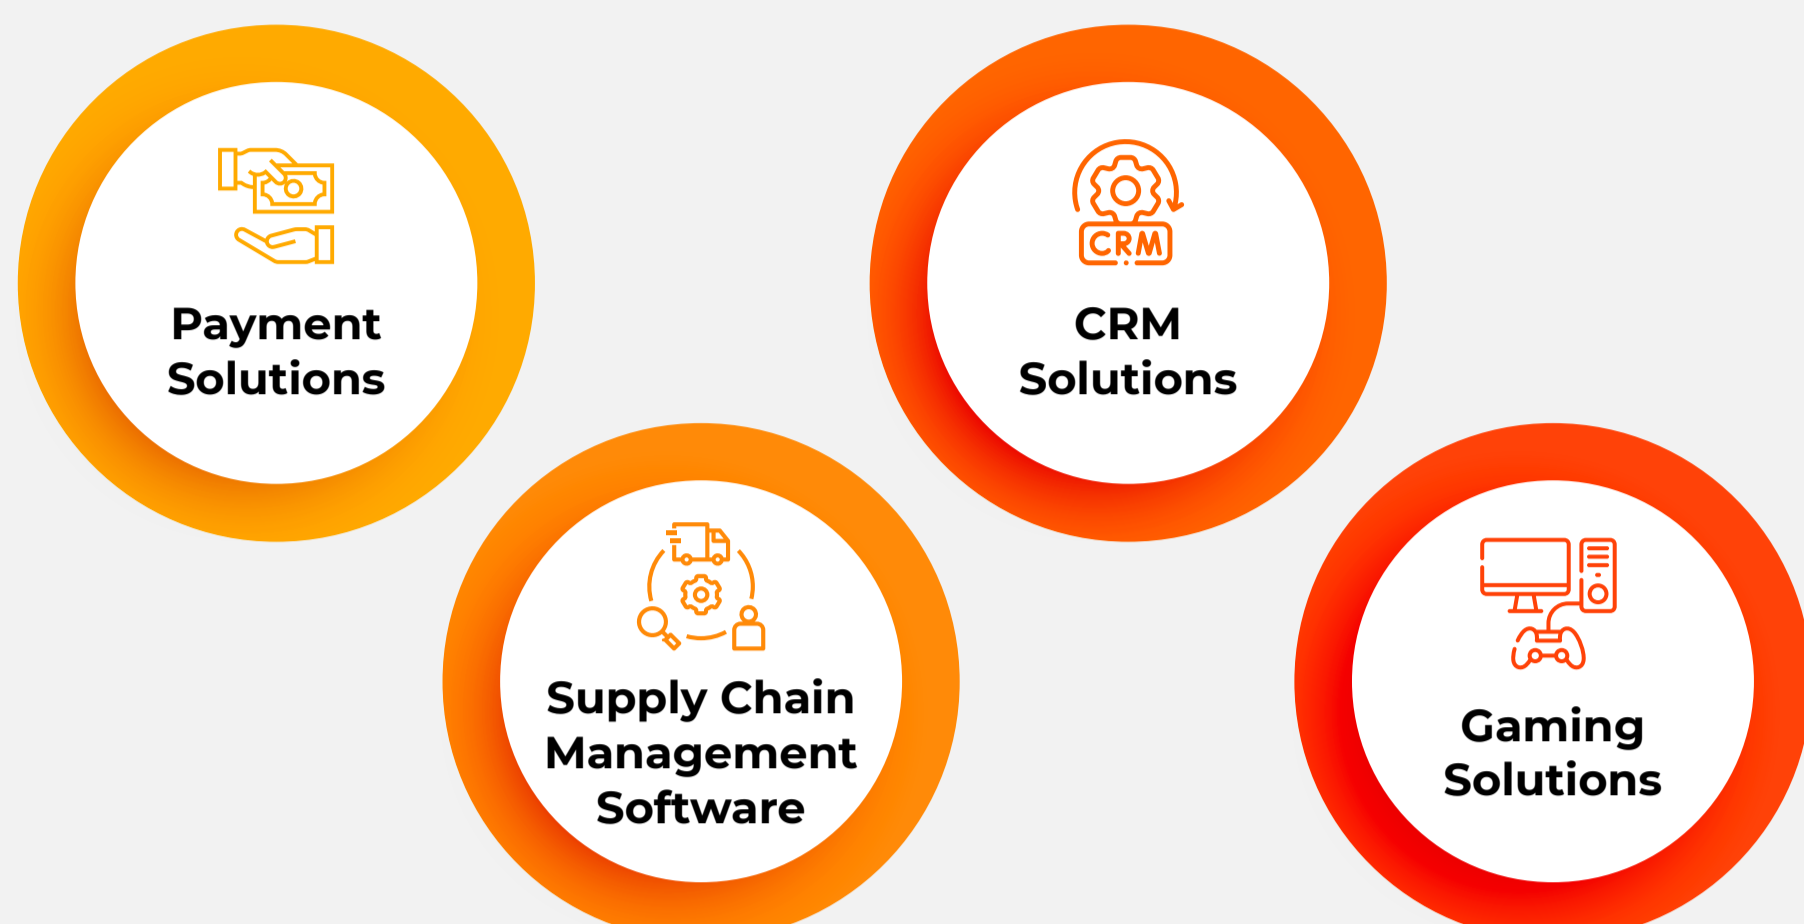 Payment
Solutions
CRM
CRM
Solutions
Supply Chain
Management
Software
Gaming
Solutions